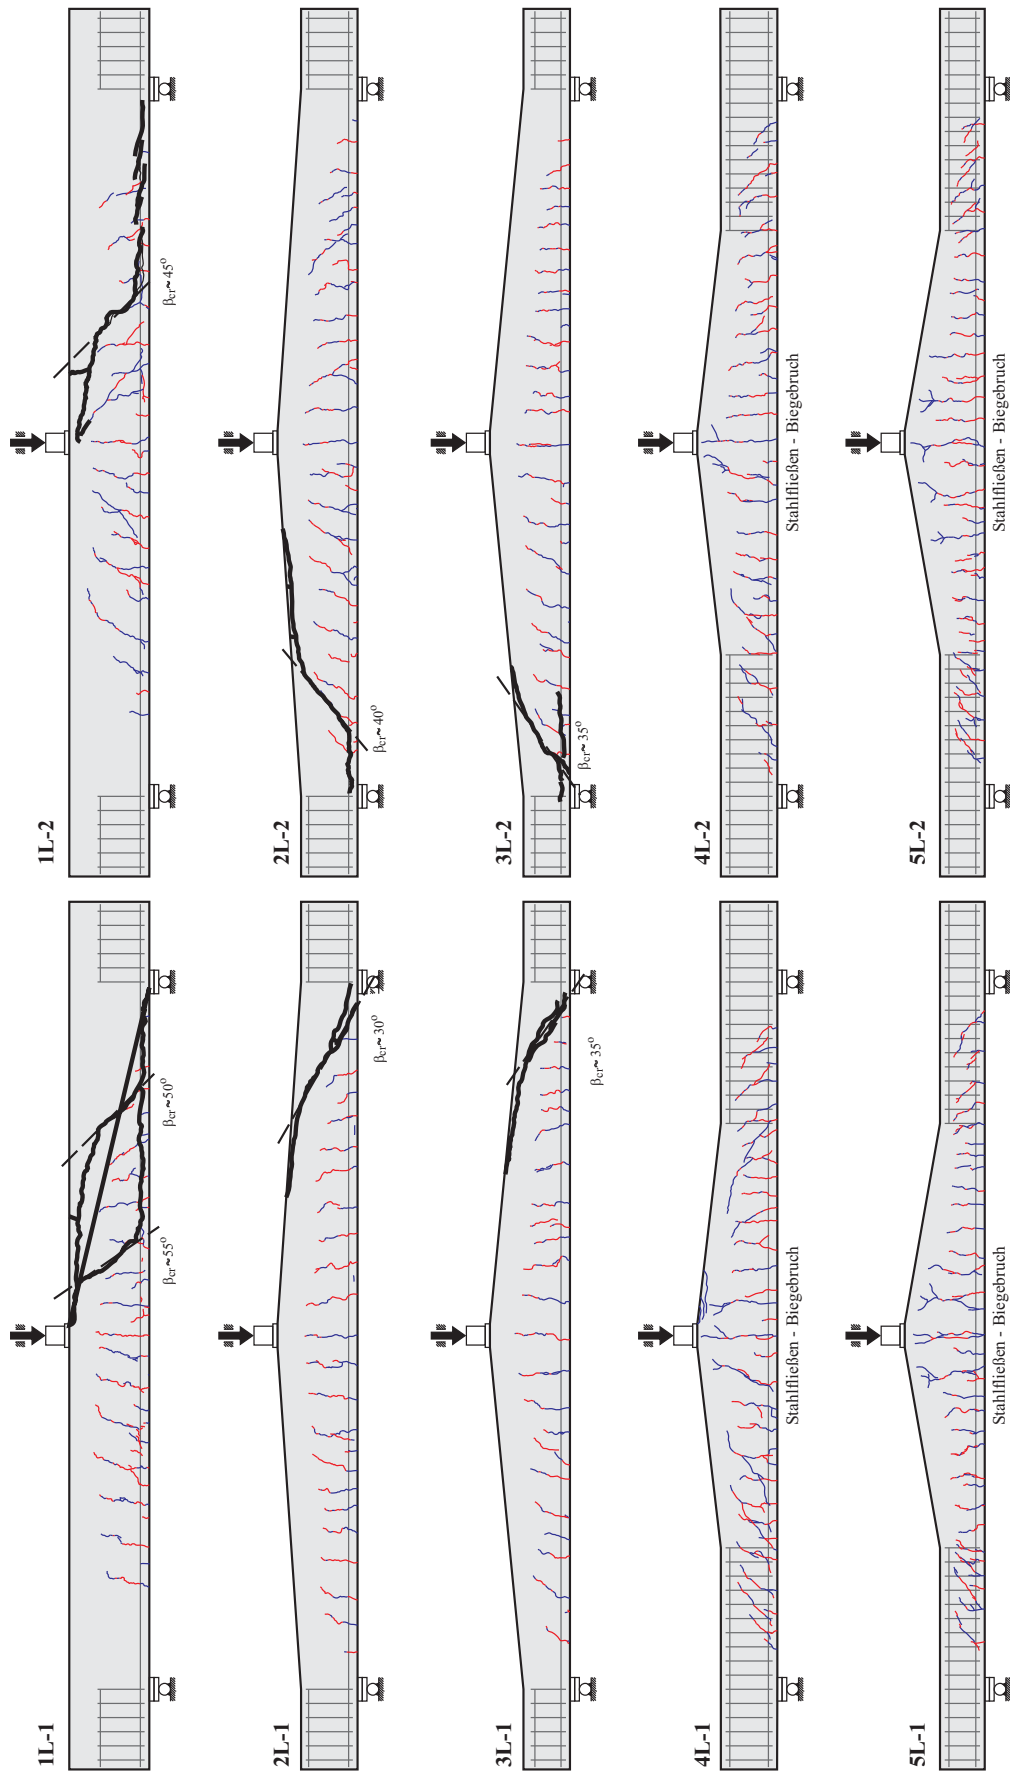 1L-2
β_cr~45°
2L-2
β_cr~40°
3L-2
β_cr~35°
4L-2
Stahlfließen - Biegebruch
5L-2
Stahlfließen - Biegebruch
1L-1
β_cr~55°
β_cr~50°
2L-1
β_cr~30°
3L-1
β_cr~35°
4L-1
Stahlfließen - Biegebruch
5L-1
Stahlfließen - Biegebruch